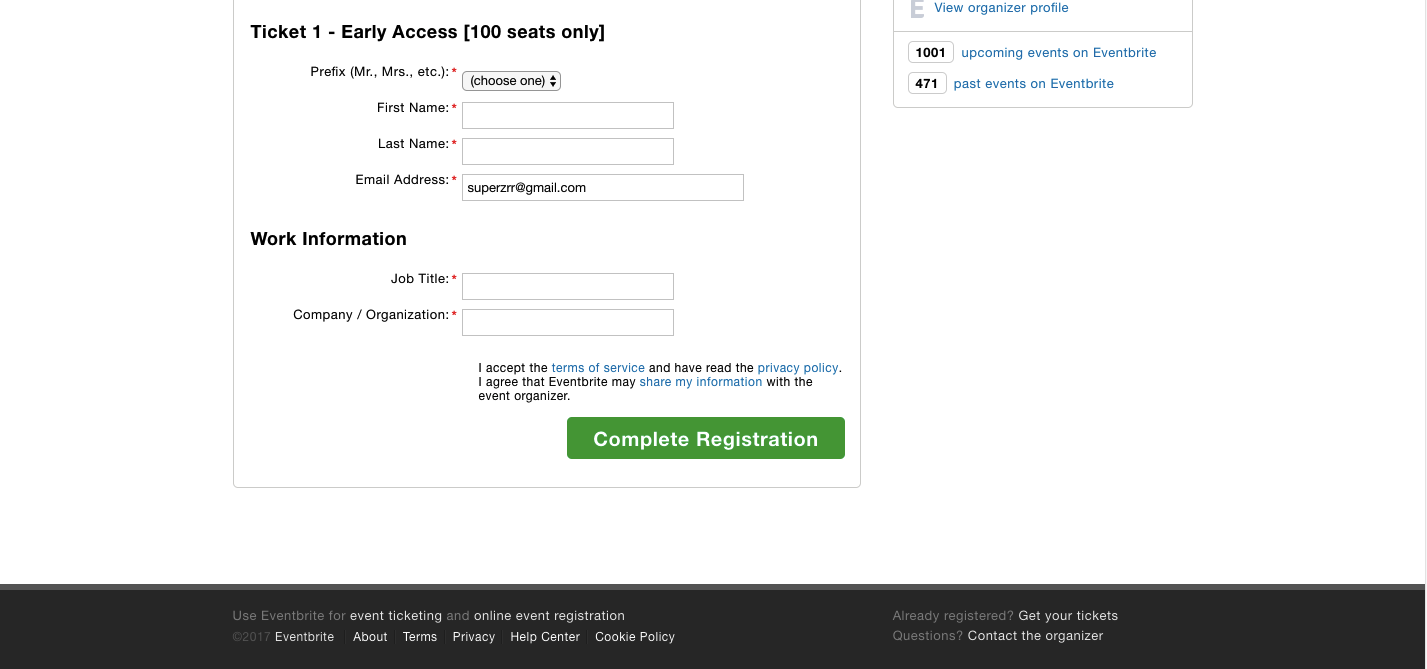 Ticket 1 - Early Access [100 seats only]
Prefix (Mr., Mrs., etc.):* (choose one)
First Name:*
Last Name:*
Email Address:* superzrr@gmail.com
Work Information
Job Title:*
Company / Organization:*
I accept the terms of service and have read the privacy policy.
I agree that Eventbrite may share my information with the
event organizer.
Complete Registration
E View organizer profile
1001 upcoming events on Eventbrite
471 past events on Eventbrite
Use Eventbrite for event ticketing and online event registration
©2017 Eventbrite About Terms Privacy Help Center Cookie Policy
Already registered? Get your tickets
Questions? Contact the organizer